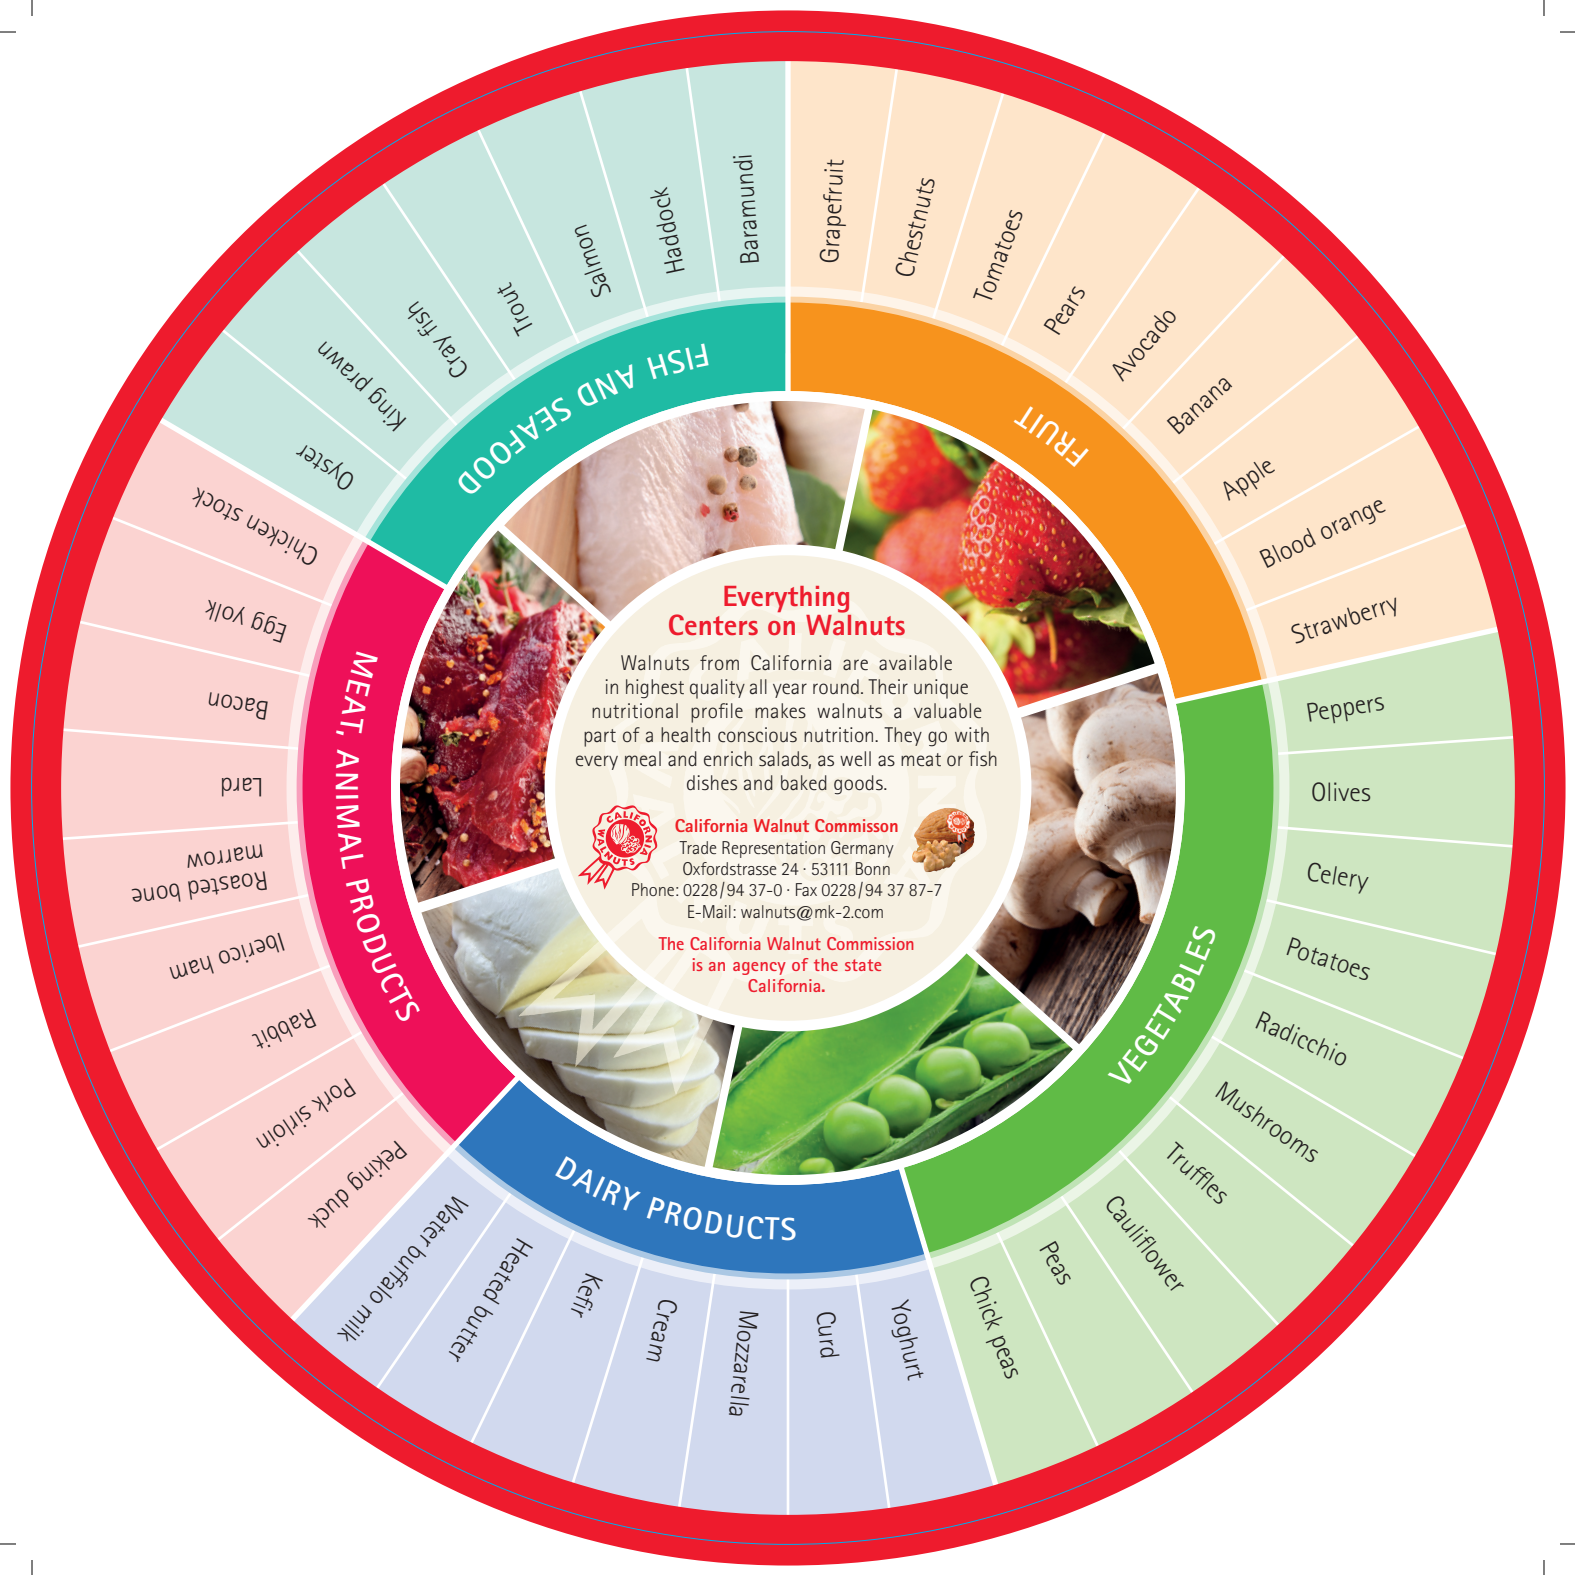 Everything
Centers on Walnuts
Walnuts from California are available
in highest quality all year round. Their unique
nutritional profile makes walnuts a valuable
part of a health conscious nutrition. They go with
every meal and enrich salads, as well as meat or fish
dishes and baked goods.
CALIFORNIA
WALNUTS
California Walnut Commisson
Trade Representation Germany
Oxfordstrasse 24 · 53111 Bonn
Phone: 0228/94 37-0 · Fax 0228/94 37 87-7
E-Mail: walnuts@mk-2.com
The California Walnut Commission
is an agency of the state
California.
FRUIT
Grapefruit
Chestnuts
Tomatoes
Pears
Avocado
Banana
Apple
Blood orange
Strawberry
VEGETABLES
Peppers
Olives
Celery
Potatoes
Radicchio
Mushrooms
Truffles
Cauliflower
Peas
Chick peas
DAIRY PRODUCTS
Yoghurt
Curd
Mozzarella
Cream
Kefir
Heated butter
Water buffalo milk
MEAT, ANIMAL PRODUCTS
Peking duck
Pork sirloin
Rabbit
Iberico ham
Roasted bone
marrow
Lard
Bacon
Egg yolk
Chicken stock
FISH AND SEAFOOD
Oyster
King prawn
Cray fish
Trout
Salmon
Haddock
Baramundi